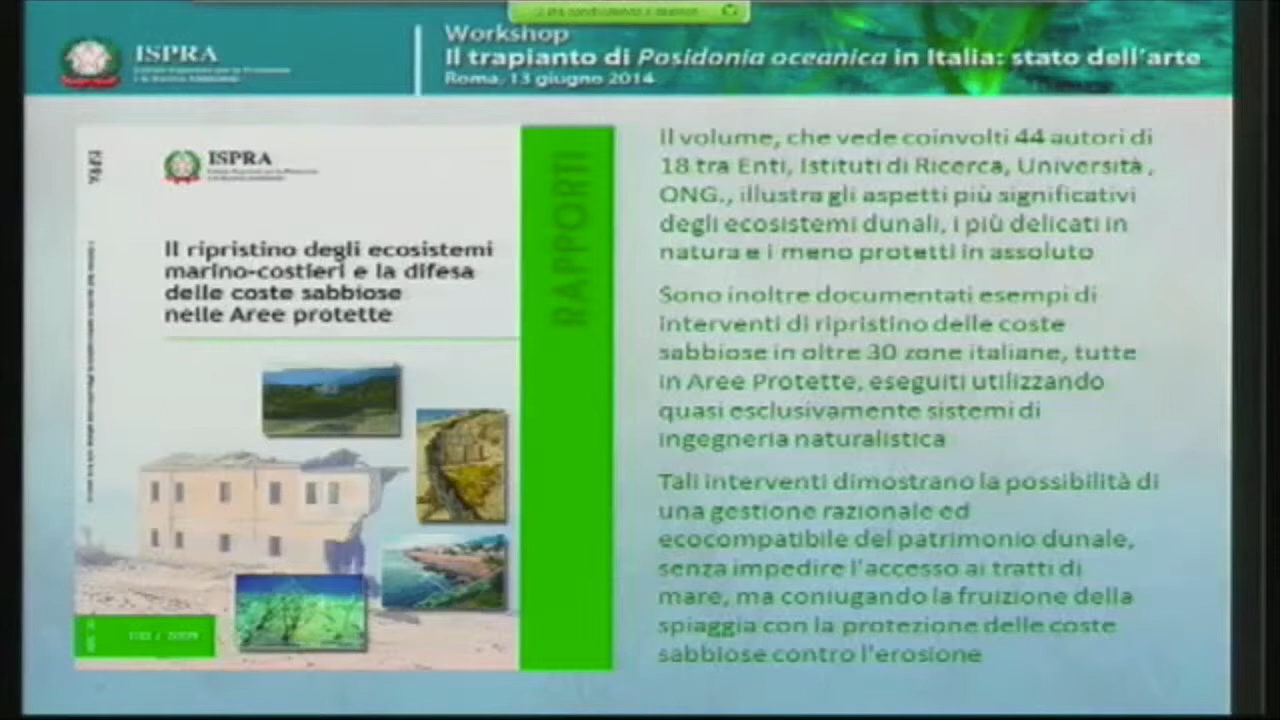 ISPRA
Workshop
Il trapianto di Posidonia oceanica in Italia: stato dell'arte
Roma, 13 giugno 2014
ISPRA
Il ripristino degli ecosistemi
marino-costieri e la difesa
delle coste sabbiose
nelle Aree protette
RAPPORTI
Il volume, che vede coinvolti 44 autori di
18 tra Enti, Istituti di Ricerca, Università,
ONG., illustra gli aspetti più significativi
degli ecosistemi dunali, i più delicati in
natura e i meno protetti in assoluto
Sono inoltre documentati esempi di
interventi di ripristino delle coste
sabbiose in oltre 30 zone italiane, tutte
in Aree Protette, eseguiti utilizzando
quasi esclusivamente sistemi di
ingegneria naturalistica
Tali interventi dimostrano la possibilità di
una gestione razionale ed
ecocompatibile del patrimonio dunale,
senza impedire l'accesso ai tratti di
mare, ma coniugando la fruizione della
spiaggia con la protezione delle coste
sabbiose contro l'erosione